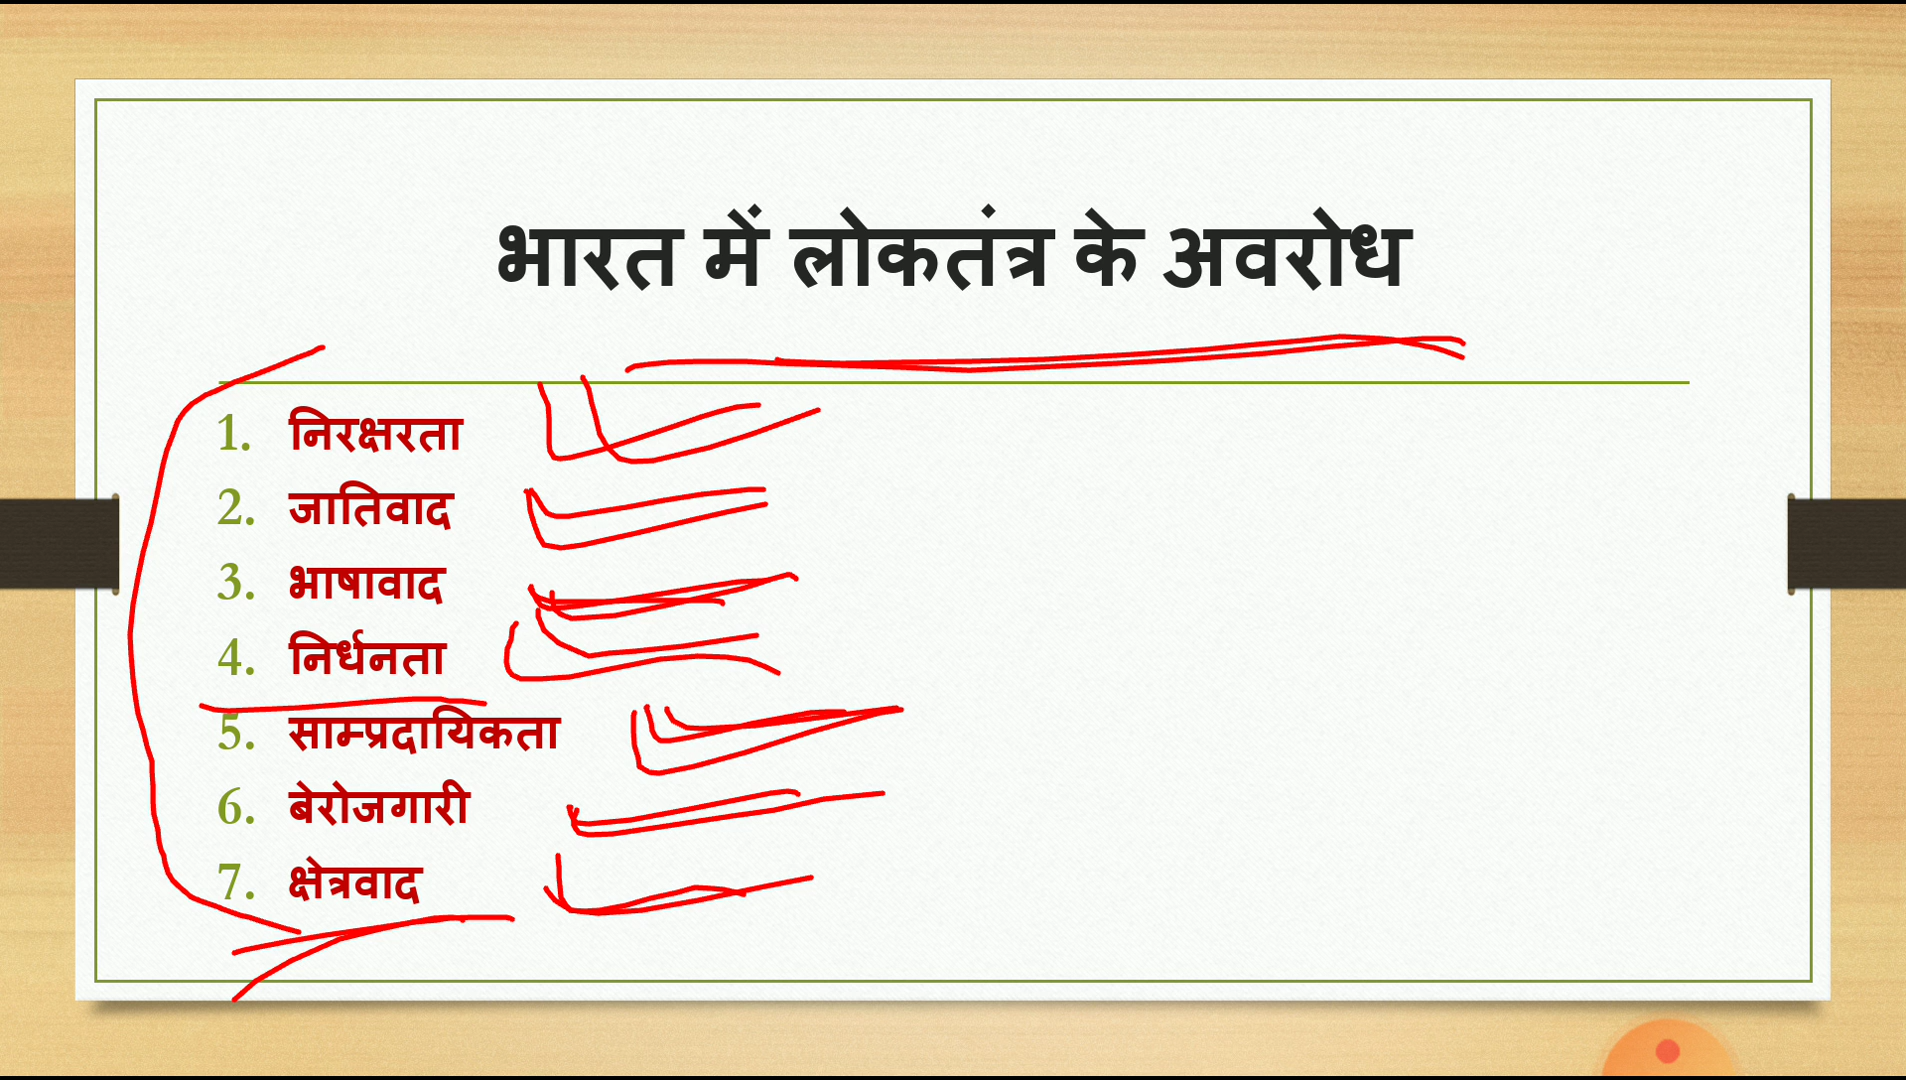 भारत में लोकतंत्र के अवरोध
1. निरक्षरता
2. जातिवाद
3. भाषावाद
4. निर्धनता
5. साम्प्रदायिकता
6. बेरोजगारी
7. क्षेत्रवाद